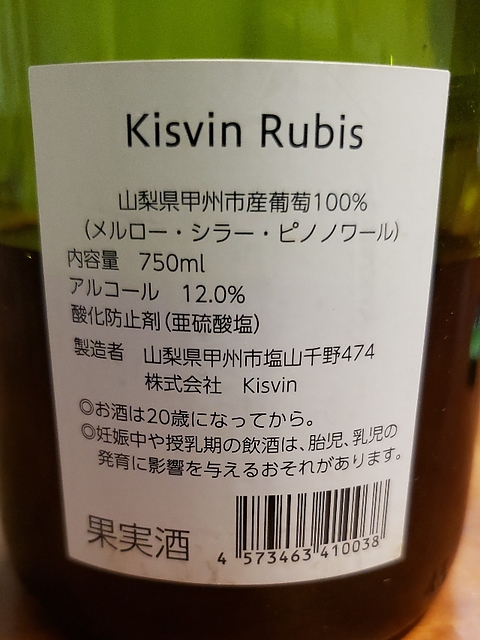 Kisvin Rubis
山梨県甲州市産葡萄100%
(メルロー・シラー・ピノノワール)
内容量 750ml
アルコール 12.0%
酸化防止剤(亜硫酸塩)
製造者 山梨県甲州市塩山千野474
株式会社 Kisvin
◎お酒は20歳になってから。
◎妊娠中や授乳期の飲酒は、胎児、乳児の
発育に影響を与えるおそれがあります。
果実酒
4 573463 410038